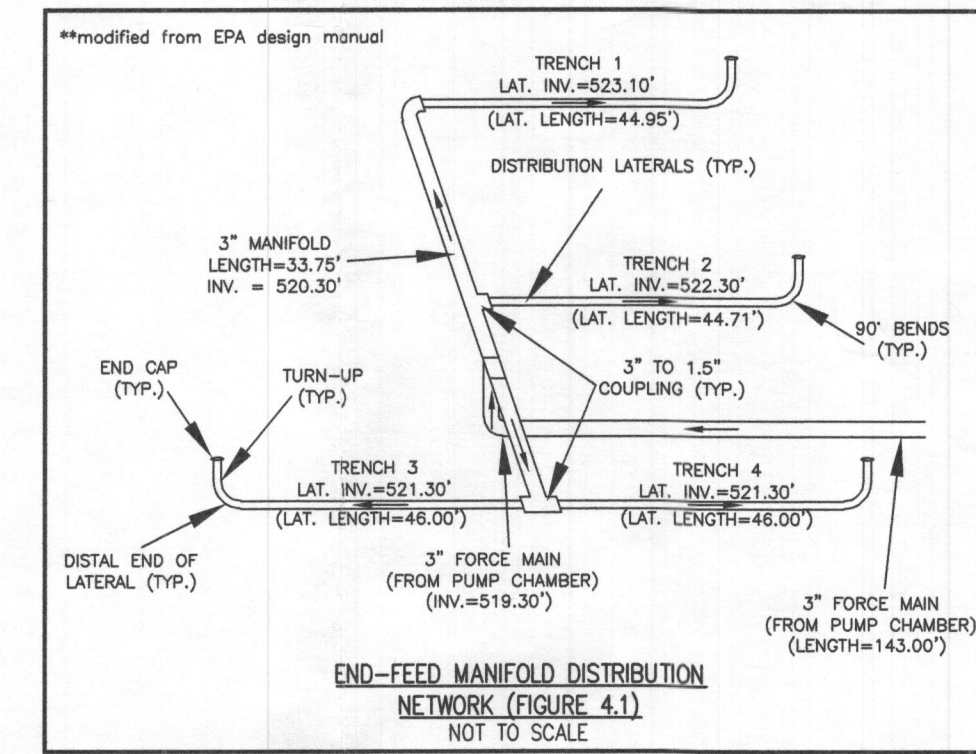 **modified from EPA design manual
TRENCH 1
LAT. INV.=523.10'
(LAT. LENGTH=44.95')
DISTRIBUTION LATERALS (TYP.)
3" MANIFOLD
LENGTH=33.75'
INV. = 520.30'
TRENCH 2
LAT. INV.=522.30'
(LAT. LENGTH=44.71')
90° BENDS
(TYP.)
END CAP
(TYP.)
TURN-UP
(TYP.)
3" TO 1.5"
COUPLING (TYP.)
TRENCH 3
LAT. INV.=521.30'
(LAT. LENGTH=46.00')
TRENCH 4
LAT. INV.=521.30'
(LAT. LENGTH=46.00')
DISTAL END OF
LATERAL (TYP.)
3" FORCE MAIN
(FROM PUMP CHAMBER)
(INV.=519.30')
3" FORCE MAIN
(FROM PUMP CHAMBER)
(LENGTH=143.00')
END-FEED MANIFOLD DISTRIBUTION
NETWORK (FIGURE 4.1)
NOT TO SCALE